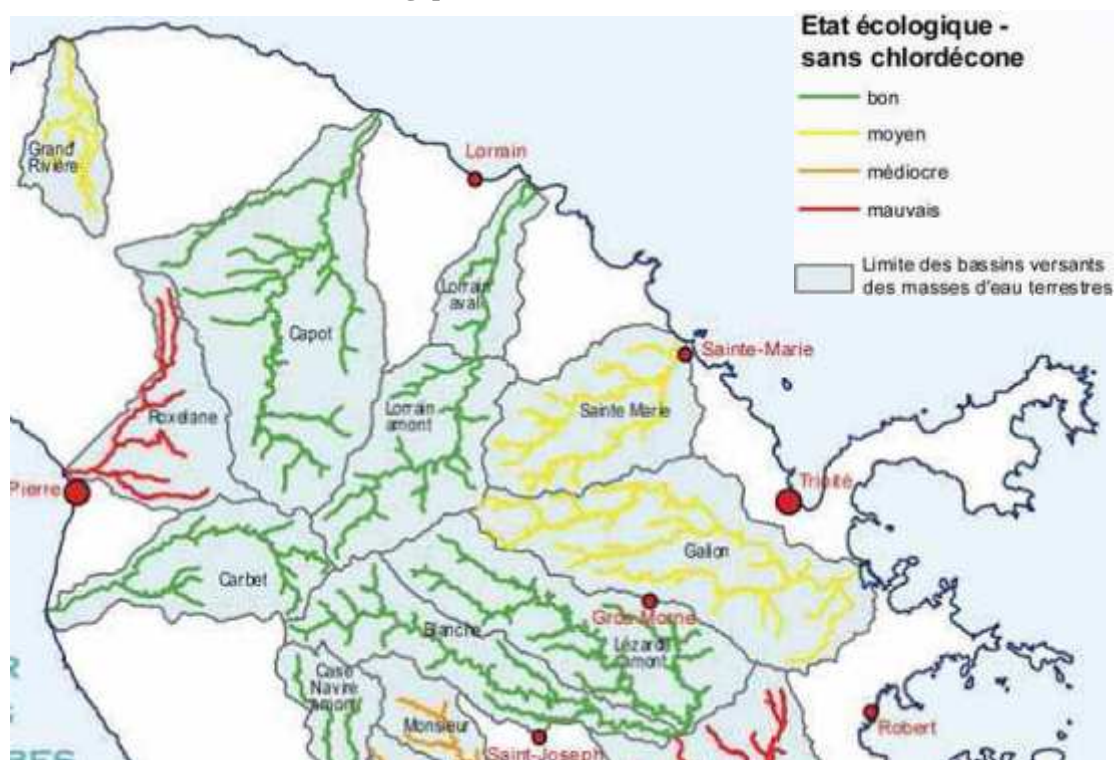 Etat écologique -
sans chlordécone
bon
moyen
médiocre
mauvais
Limite des bassins versants
des masses d'eau terrestres
Grand
Rivière
Lorrain
Lorrain
aval
Capot
Sainte-Marie
Roxelane
Lorrain
amont
Sainte Marie
Pierre
Trinité
Galion
Carbet
Gros Morne
Blanche
Lézarde
amont
Case
Navire
amont
Monsieur
Robert
Saint-Joseph